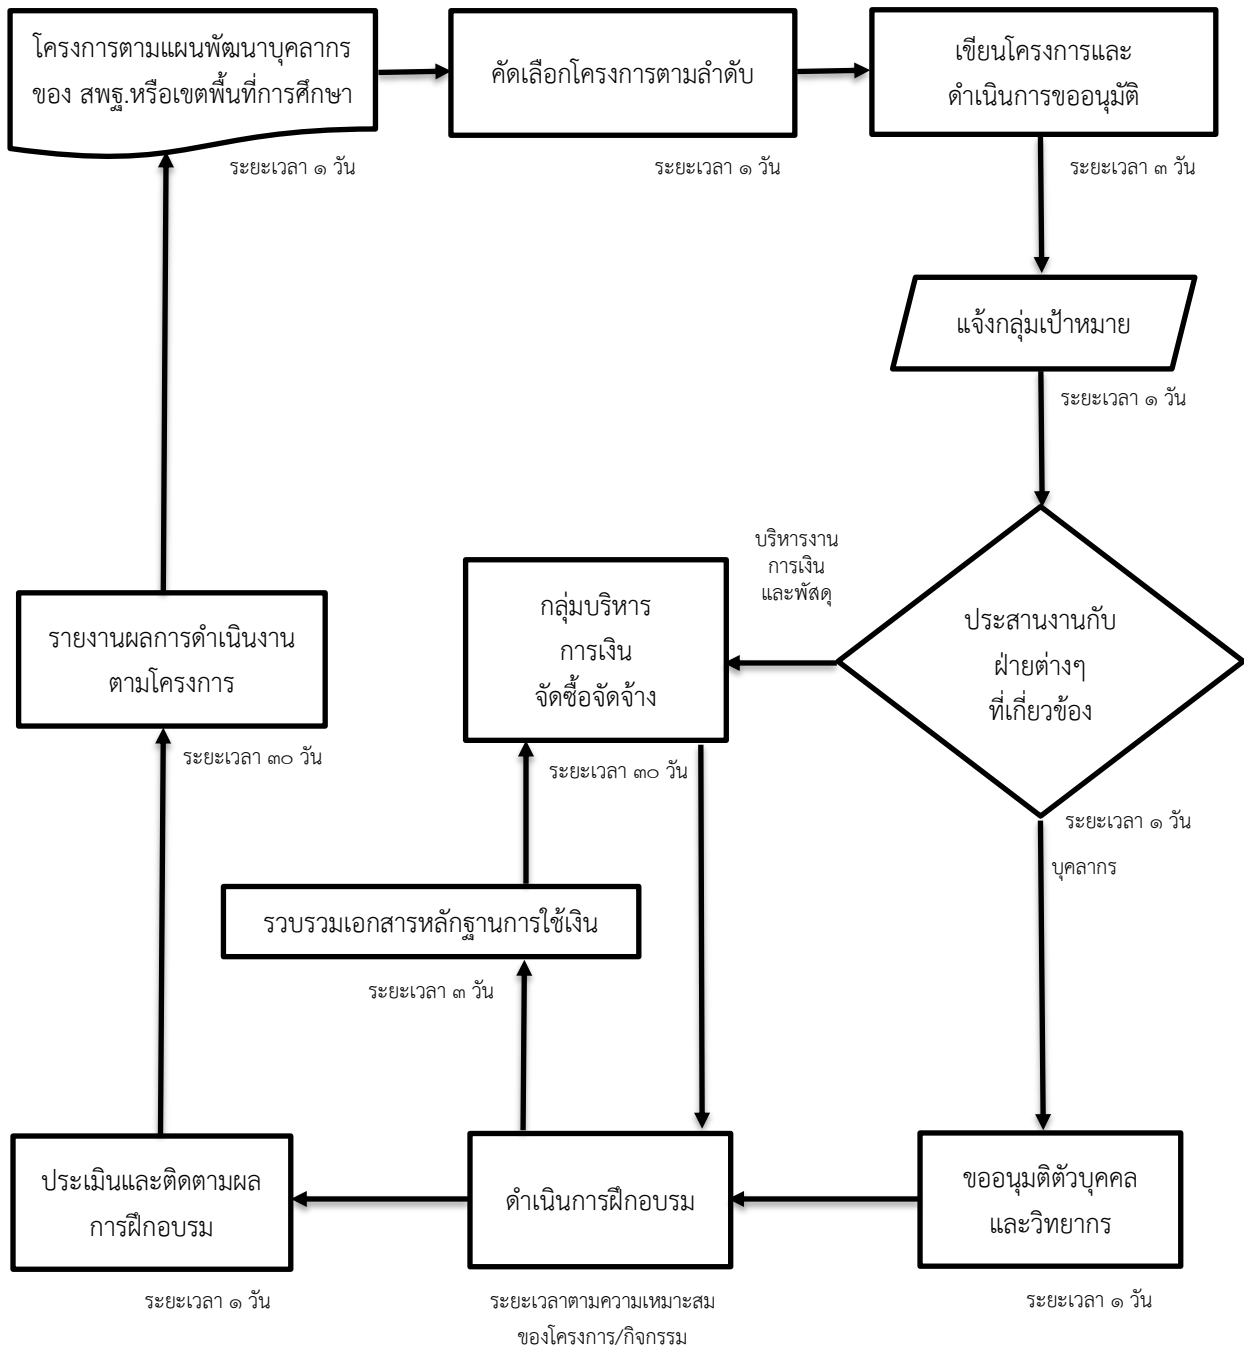 โครงการตามแผนพัฒนาบุคลากร
ของ สพฐ.หรือเขตพื้นที่การศึกษา
ระยะเวลา ๑ วัน
คัดเลือกโครงการตามลำดับ
ระยะเวลา ๑ วัน
เขียนโครงการและ
ดำเนินการขออนุมัติ
ระยะเวลา ๓ วัน
แจ้งกลุ่มเป้าหมาย
ระยะเวลา ๑ วัน
บริหารงาน
การเงิน
และพัสดุ
ประสานงานกับ
ฝ่ายต่างๆ
ที่เกี่ยวข้อง
ระยะเวลา ๑ วัน
บุคลากร
กลุ่มบริหาร
การเงิน
จัดซื้อจัดจ้าง
ระยะเวลา ๓๐ วัน
รายงานผลการดำเนินงาน
ตามโครงการ
ระยะเวลา ๓๐ วัน
รวบรวมเอกสารหลักฐานการใช้เงิน
ระยะเวลา ๓ วัน
ประเมินและติดตามผล
การฝึกอบรม
ระยะเวลา ๑ วัน
ดำเนินการฝึกอบรม
ระยะเวลาตามความเหมาะสม
ของโครงการ/กิจกรรม
ขออนุมติตัวบุคคล
และวิทยากร
ระยะเวลา ๑ วัน